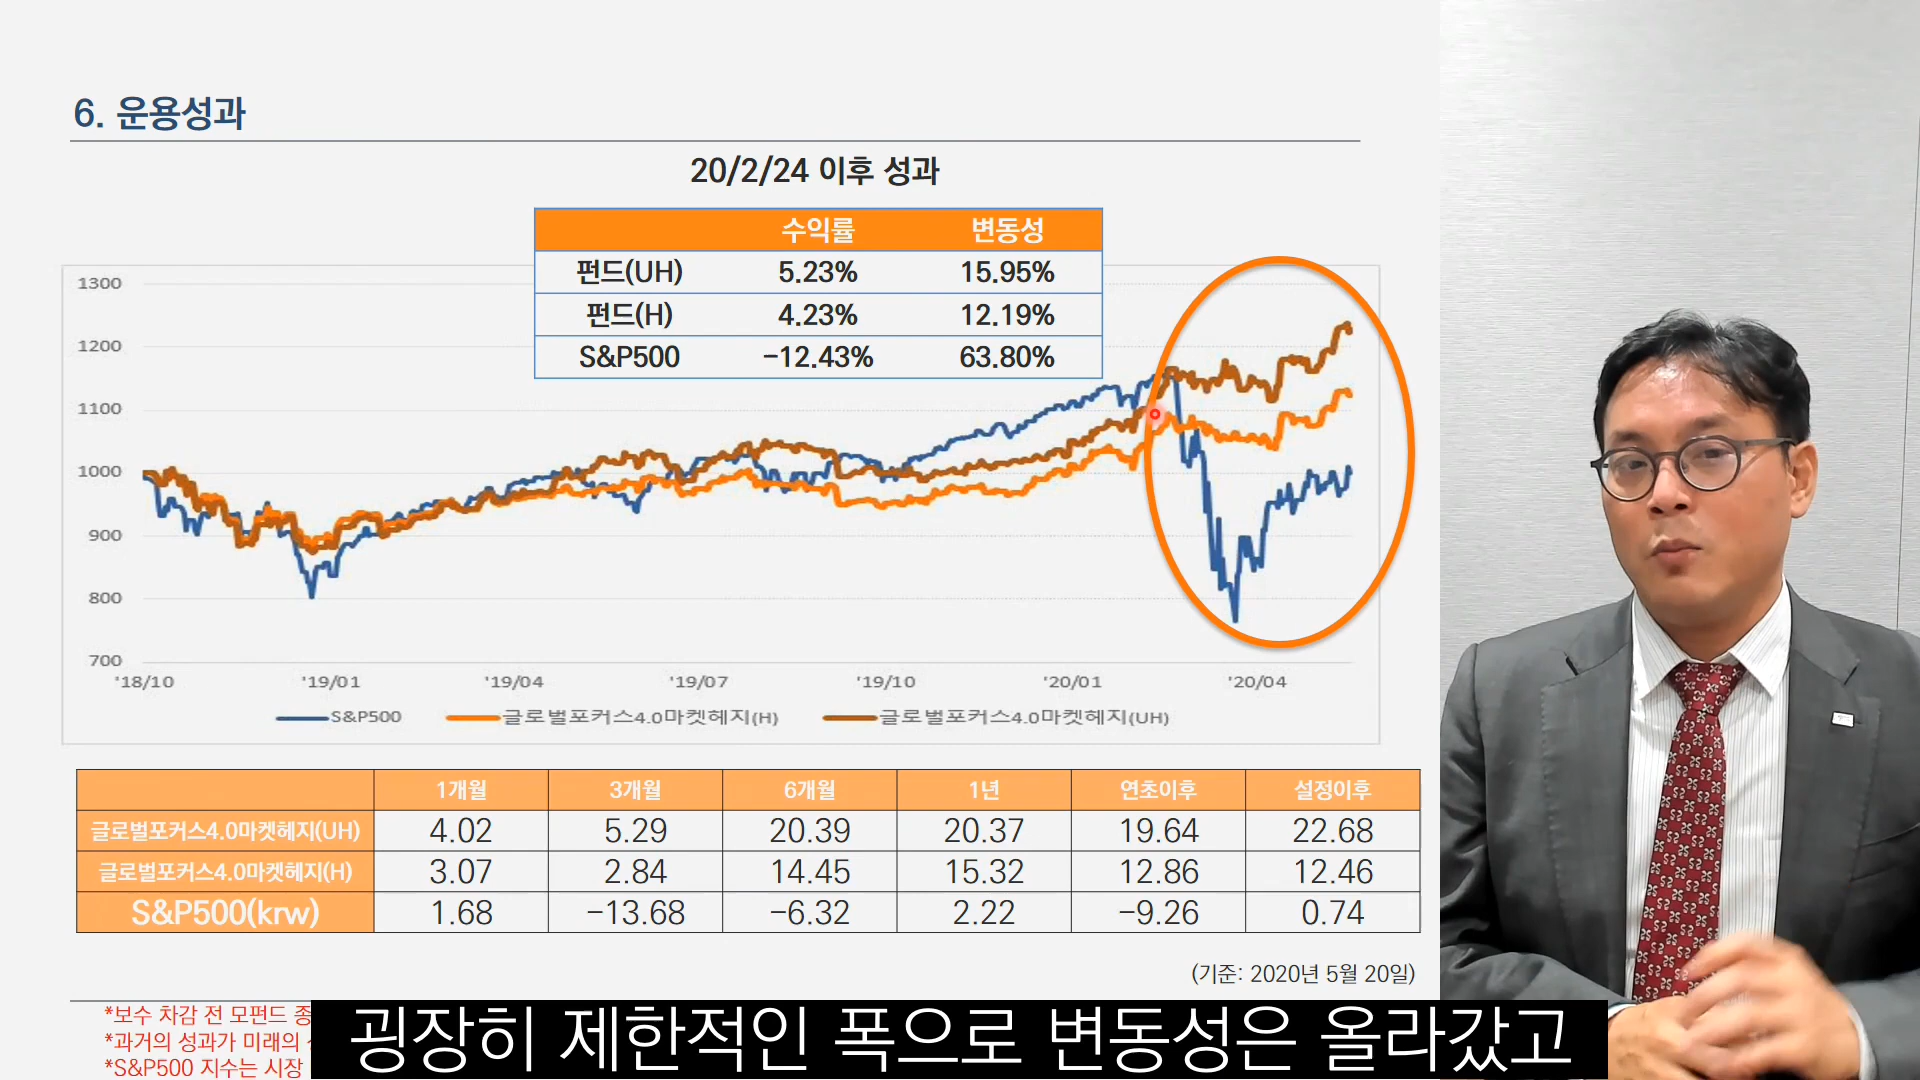 6. 운용성과
20/2/24 이후 성과
수익률 변동성
펀드(UH) 5.23% 15.95%
펀드(H) 4.23% 12.19%
S&P500 -12.43% 63.80%
1300
1200
1100
1000
900
800
700
'18/10 '19/01 '19/04 '19/07 '19/10 '20/01 '20/04
S&P500 글로벌포커스4.0마켓헤지(H) 글로벌포커스4.0마켓헤지(UH)
1개월 3개월 6개월 1년 연초이후 설정이후
글로벌포커스4.0마켓헤지(UH) 4.02 5.29 20.39 20.37 19.64 22.68
글로벌포커스4.0마켓헤지(H) 3.07 2.84 14.45 15.32 12.86 12.46
S&P500(krw) 1.68 -13.68 -6.32 2.22 -9.26 0.74
(기준: 2020년 5월 20일)
*보수 차감 전 모펀드 종
*과거의 성과가 미래의
*S&P500 지수는 시장
굉장히 제한적인 폭으로 변동성은 올라갔고